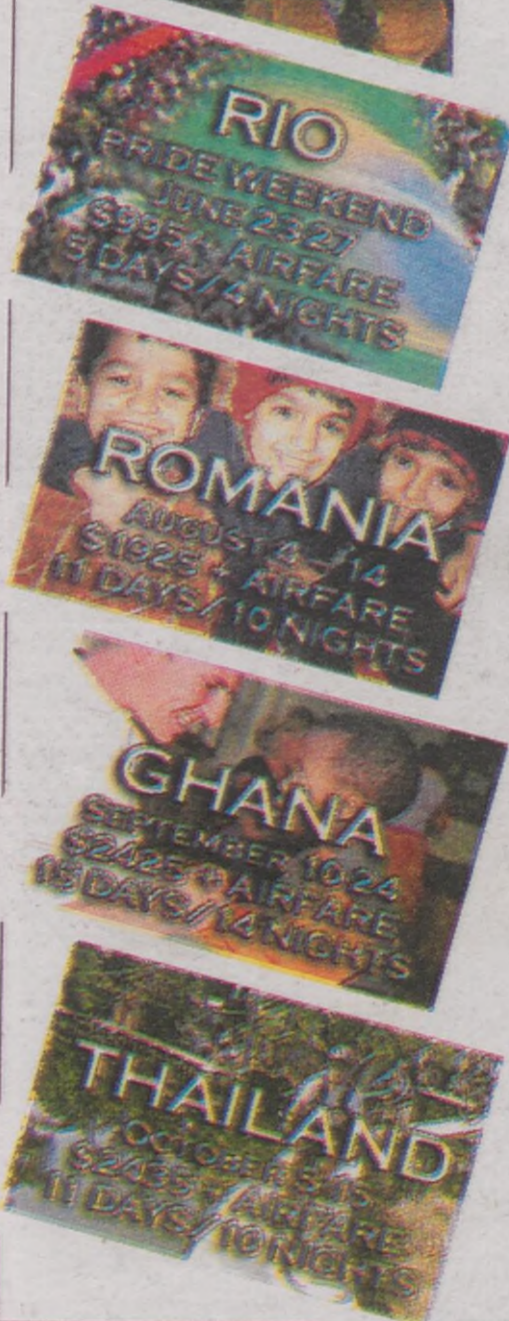 RIO
PRIDE WEEKEND
JUNE 23-27
$995 + AIRFARE
5 DAYS / 4 NIGHTS
ROMANIA
AUGUST 4 - 14
$1925 + AIRFARE
11 DAYS / 10 NIGHTS
GHANA
SEPTEMBER 10-24
$2425 + AIRFARE
15 DAYS / 14 NIGHTS
THAILAND
OCTOBER 5-15
$2435 + AIRFARE
11 DAYS / 10 NIGHTS